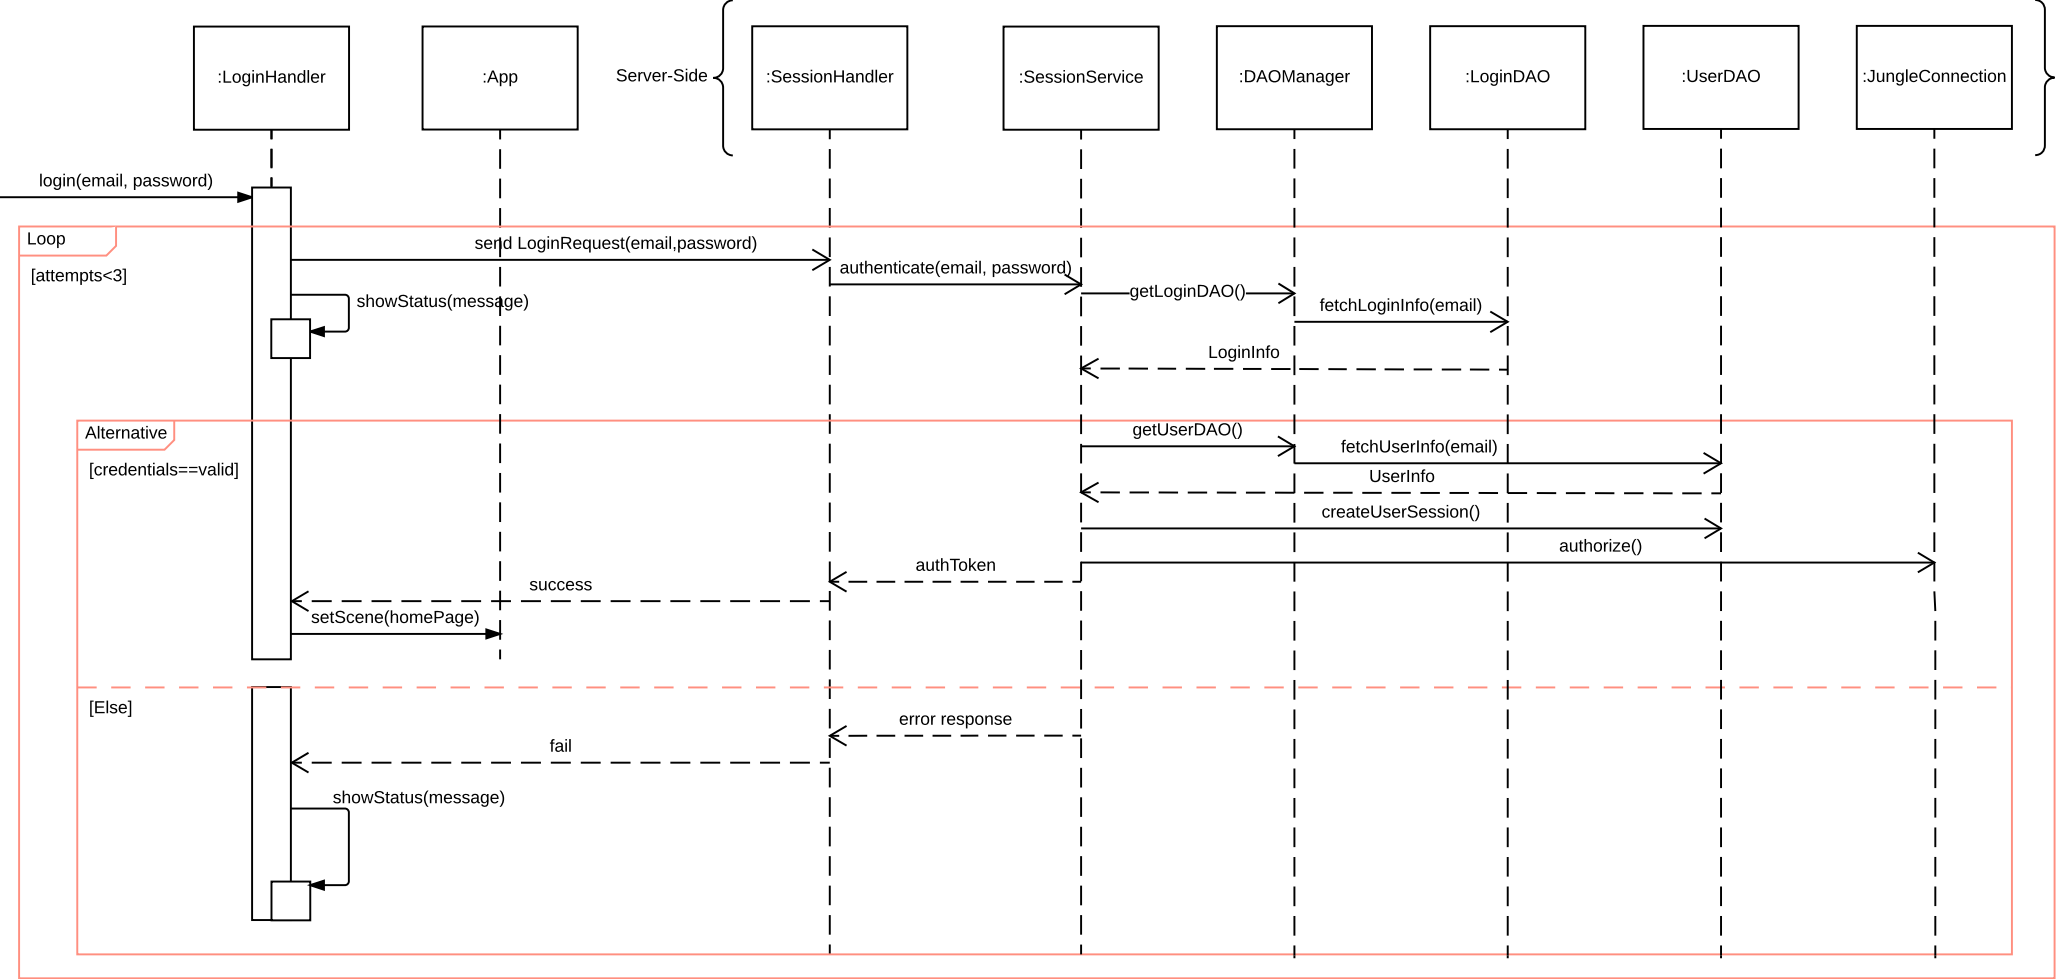 :LoginHandler
:App
Server-Side
:SessionHandler
:SessionService
:DAOManager
:LoginDAO
:UserDAO
:JungleConnection
login(email, password)
Loop
[attempts<3]
send LoginRequest(email,password)
authenticate(email, password)
getLoginDAO()
fetchLoginInfo(email)
showStatus(message)
LoginInfo
Alternative
[credentials==valid]
getUserDAO()
fetchUserInfo(email)
UserInfo
createUserSession()
authorize()
authToken
success
setScene(homePage)
[Else]
error response
fail
showStatus(message)